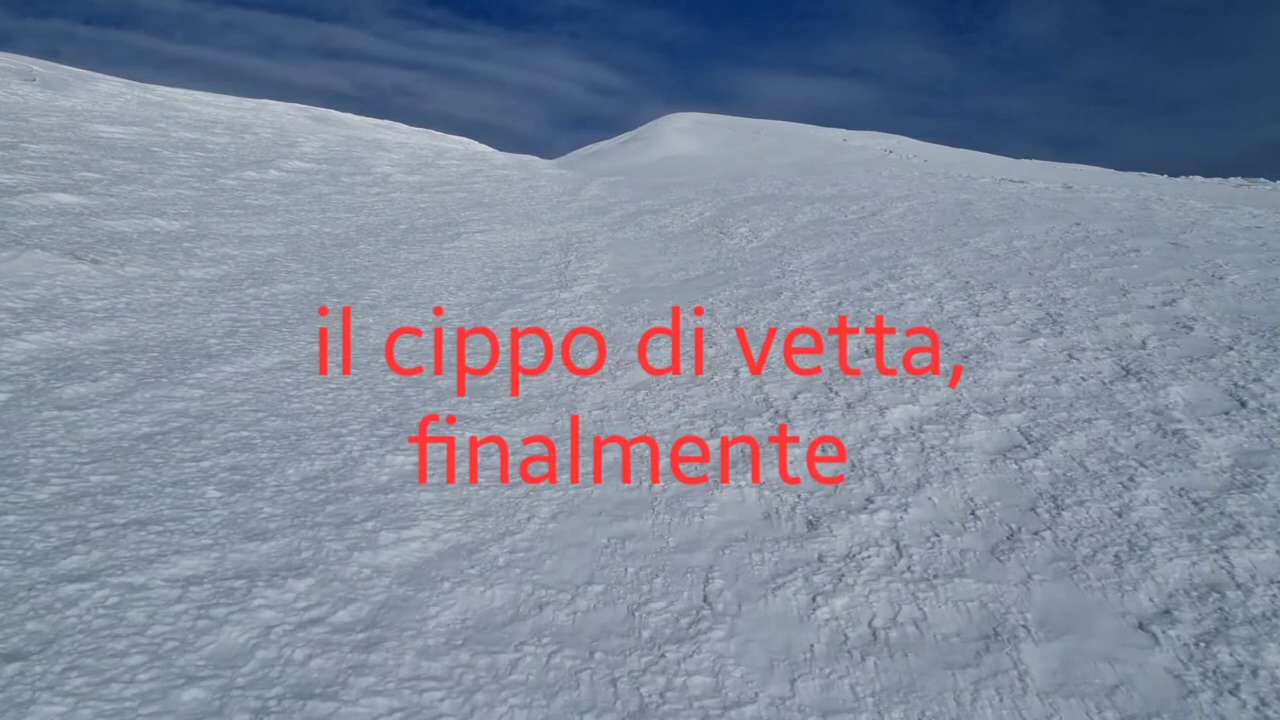 il cippo di vetta,
finalmente